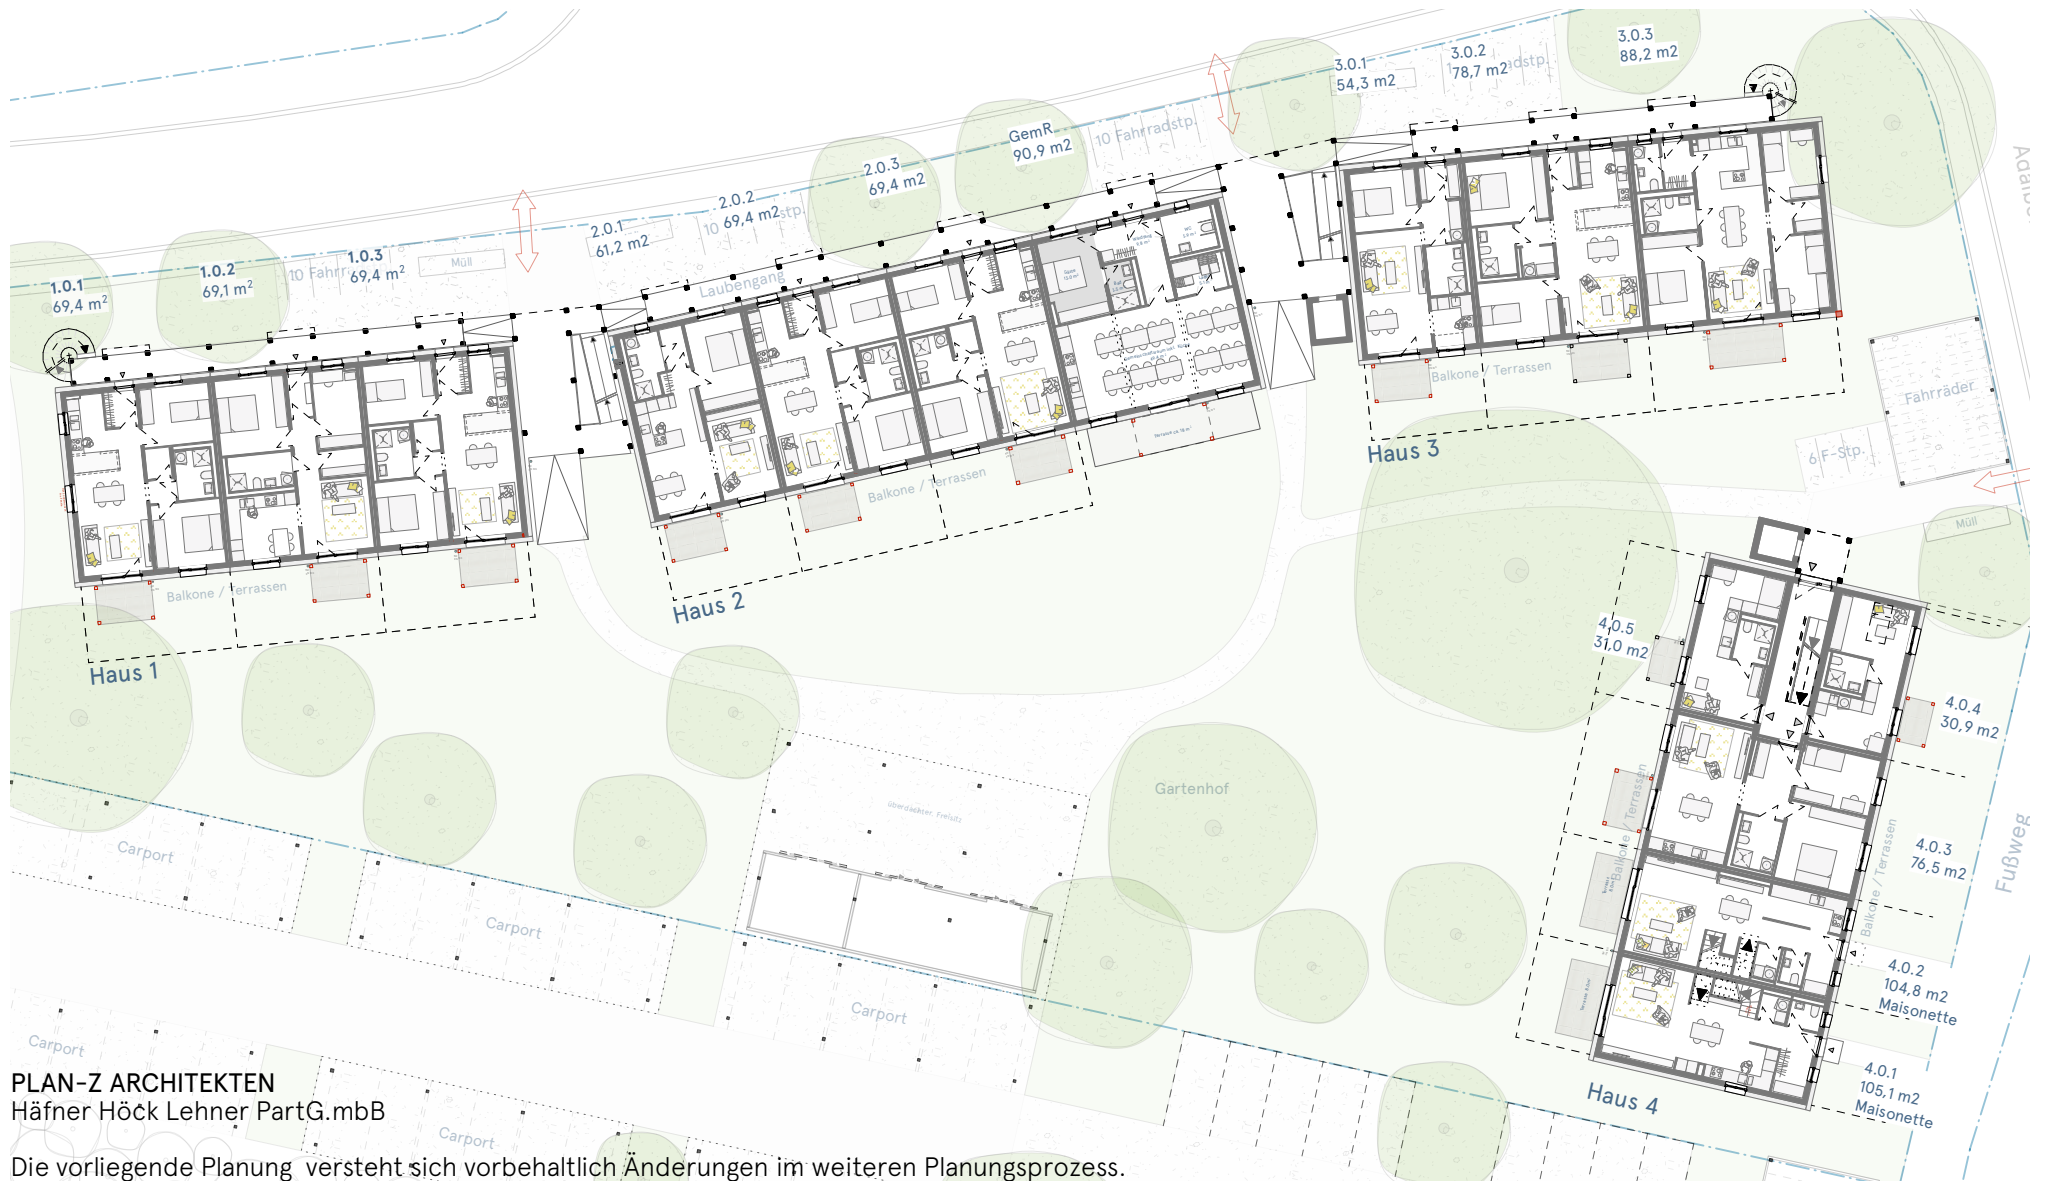 3.0.1
54,3 m2
3.0.2
78,7 m2
3.0.3
88,2 m2
GemR
90,9 m2
10 Fahrradstp.
2.0.3
69,4 m2
2.0.2
69,4 m2
2.0.1
61,2 m2
Laubengang
1.0.3
69,4 m²
1.0.2
69,1 m²
1.0.1
69,4 m²
Müll
Balkone / Terrassen
Haus 1
Balkone / Terrassen
Haus 2
Balkone / Terrassen
Haus 3
Fahrräder
6 F-Stp.
Müll
4.0.5
31,0 m2
4.0.4
30,9 m2
4.0.3
76,5 m2
4.0.2
104,8 m2
Maisonette
4.0.1
105,1 m2
Maisonette
Balkone / Terrassen
Balkone / Terrassen
Fußweg
Haus 4
Gartenhof
überdachter Freisitz
Carport
Carport
Carport
Carport
Carport
PLAN-Z ARCHITEKTEN
Häfner Höck Lehner PartG.mbB
Die vorliegende Planung versteht sich vorbehaltlich Änderungen im weiteren Planungsprozess.